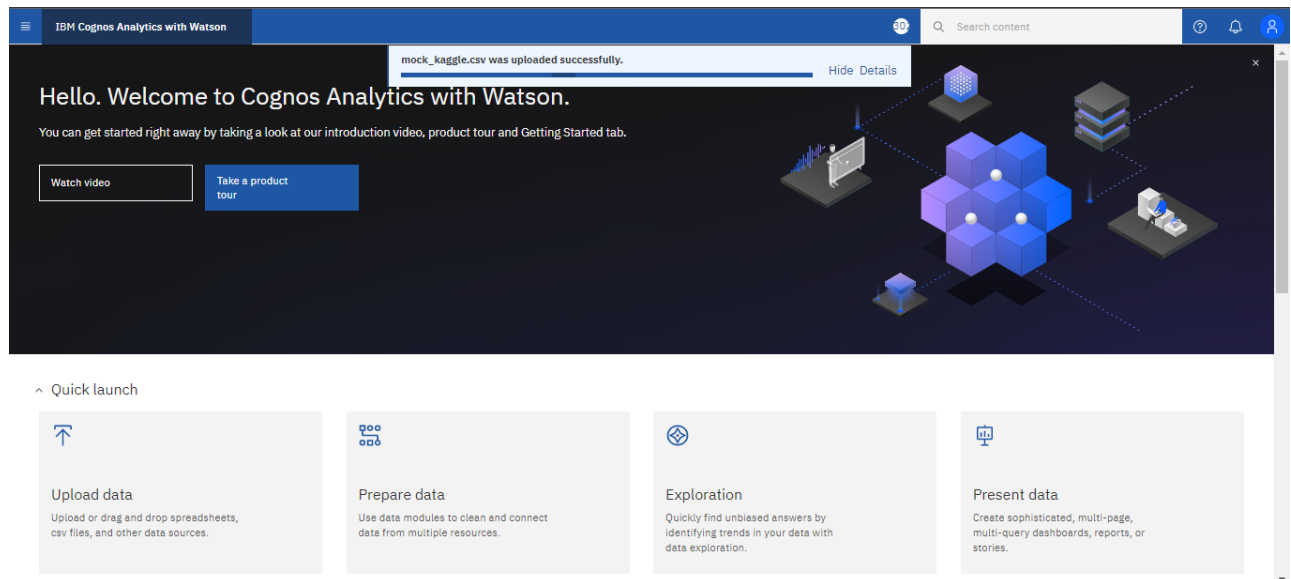 IBM Cognos Analytics with Watson
Search content
mock_kaggle.csv was uploaded successfully.
Hide Details
Hello. Welcome to Cognos Analytics with Watson.
You can get started right away by taking a look at our introduction video, product tour and Getting Started tab.
Watch video
Take a product
tour
Quick launch
Upload data
Upload or drag and drop spreadsheets,
csv files, and other data sources.
Prepare data
Use data modules to clean and connect
data from multiple resources.
Exploration
Quickly find unbiased answers by
identifying trends in your data with
data exploration.
Present data
Create sophisticated, multi-page,
multi-query dashboards, reports, or
stories.